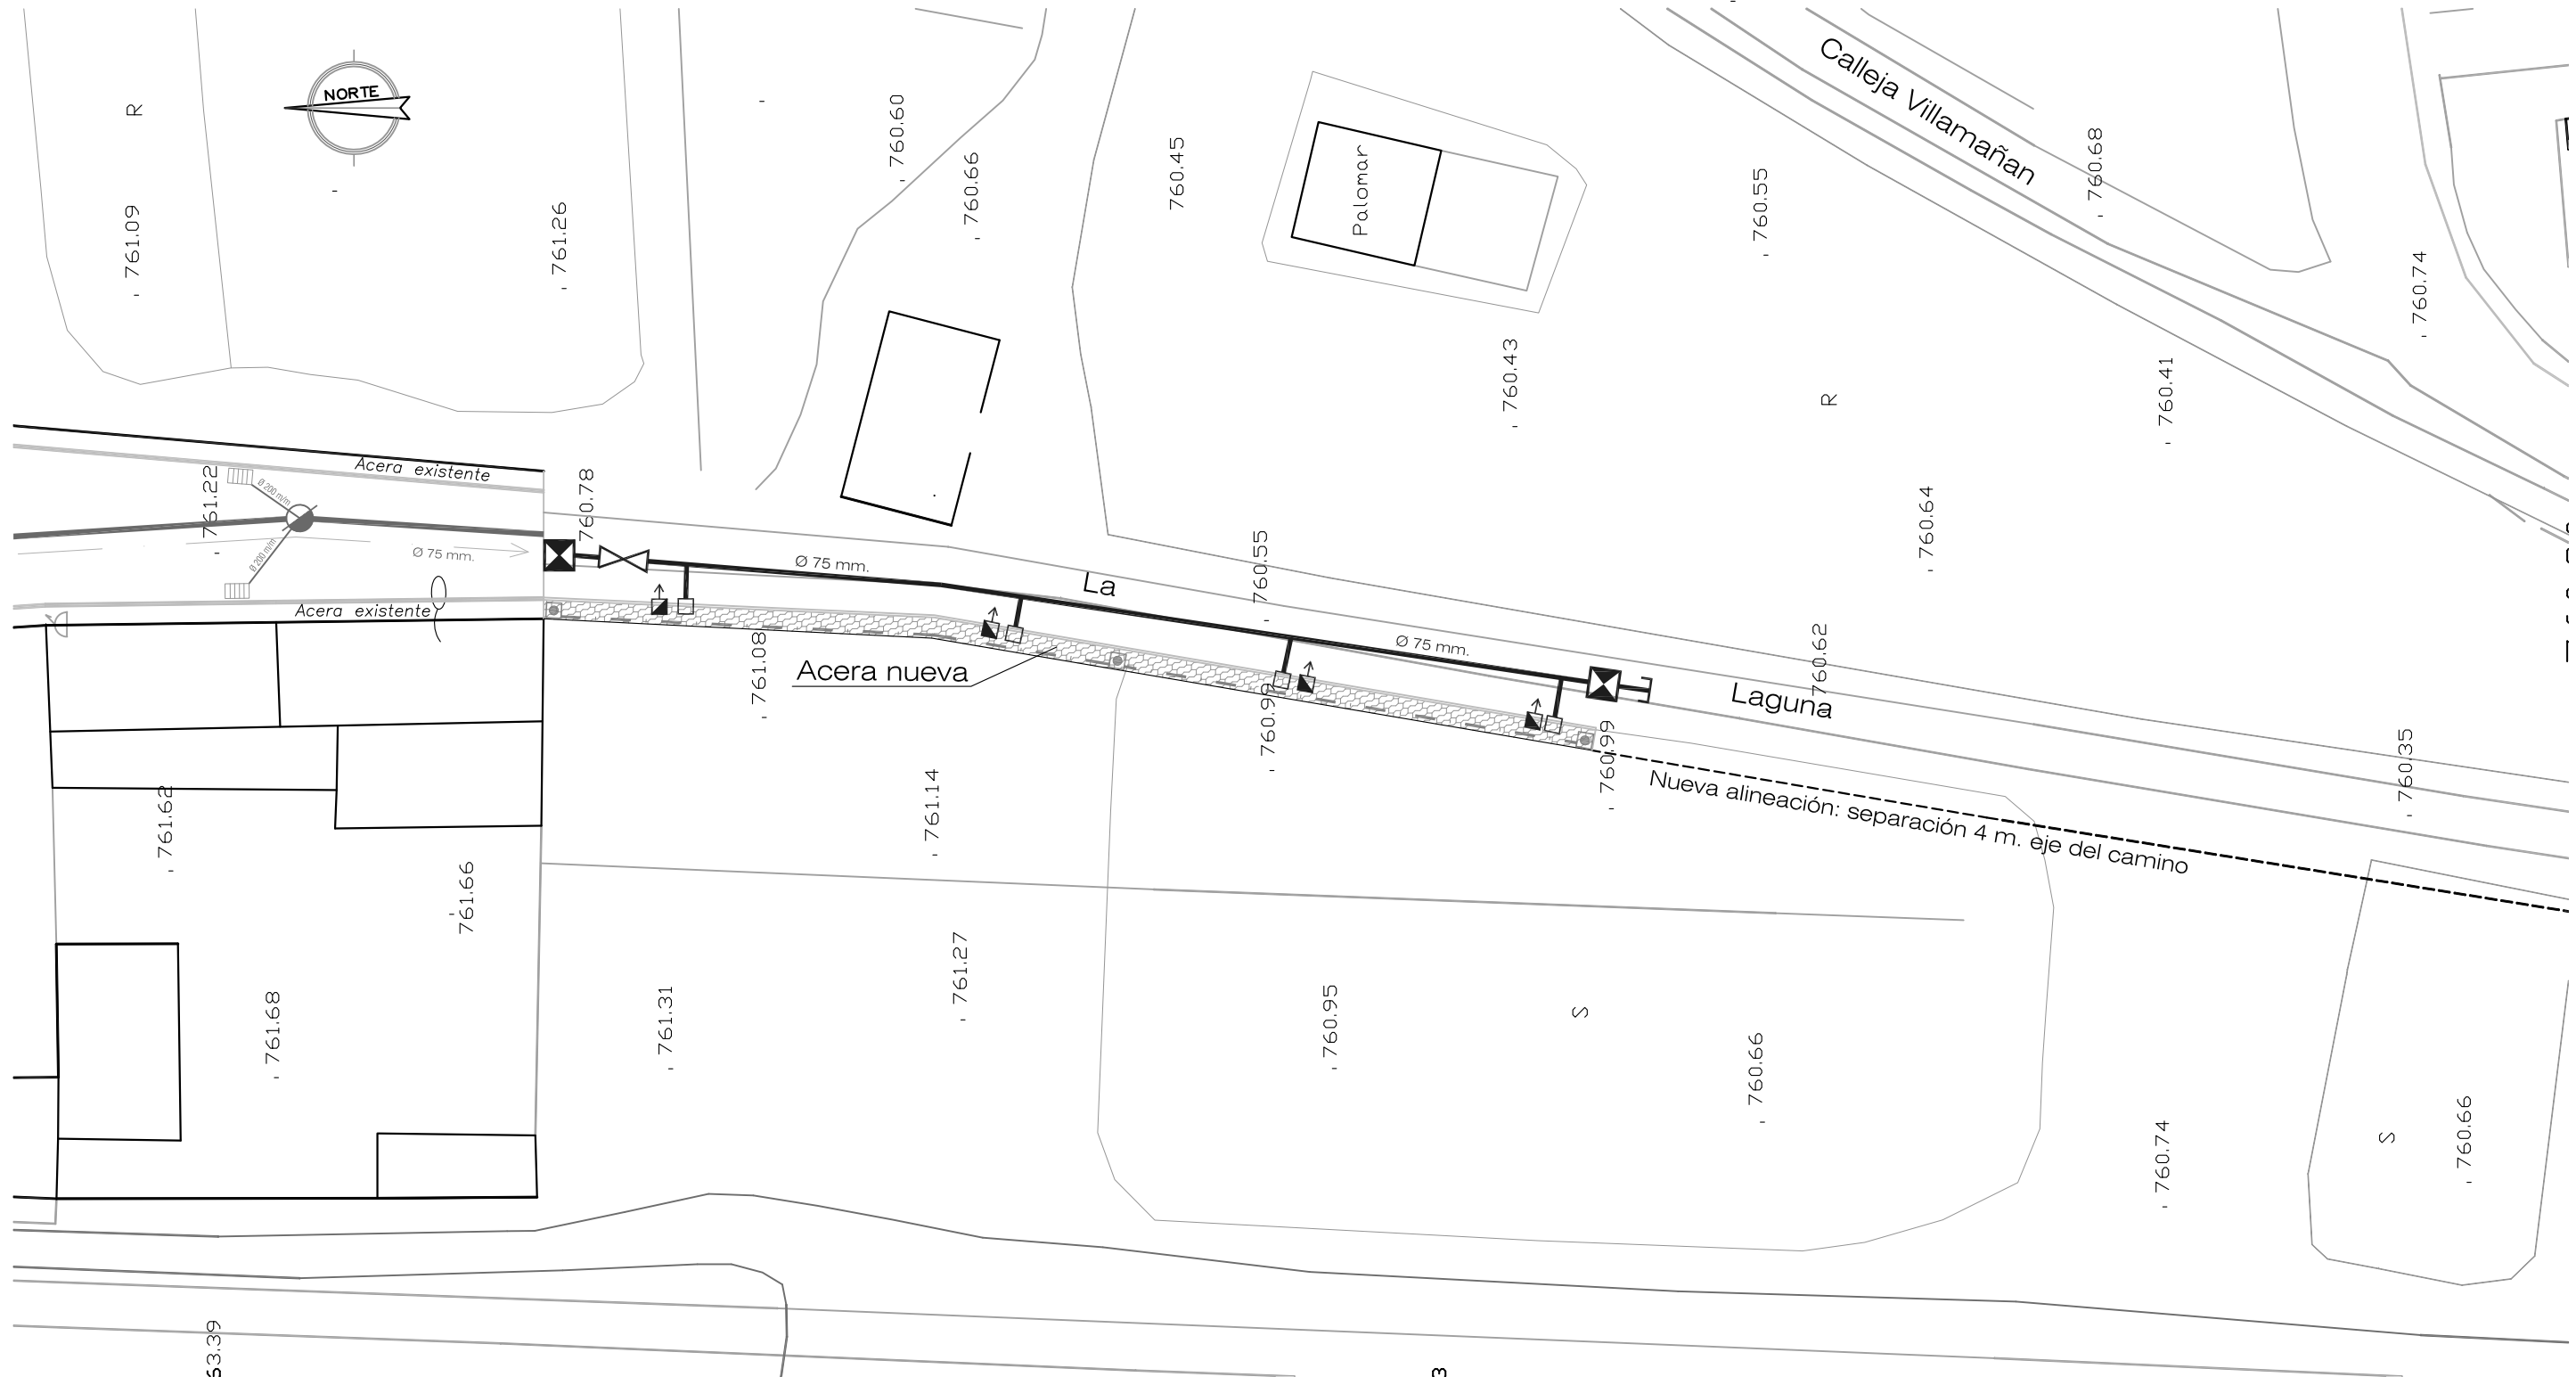 Calleja Villamañan
NORTE
R
760.60
760.66
760.45
Palomar
760.55
760.68
761.09
761.26
760.74
760.43
R
760.41
Acera existente
761.22
Ø 200 m/m
760.78
760.64
Ø 200 m/m
Ø 75 mm.
Ø 75 mm.
La
760.55
Acera existente
Ø 75 mm.
760.62
Acera nueva
761.08
Laguna
760.99
760.35
Nueva alineación: separación 4 m. eje del camino
761.62
761.14
761.66
761.27
761.68
761.31
760.95
S
760.66
760.74
S
760.66
63.39